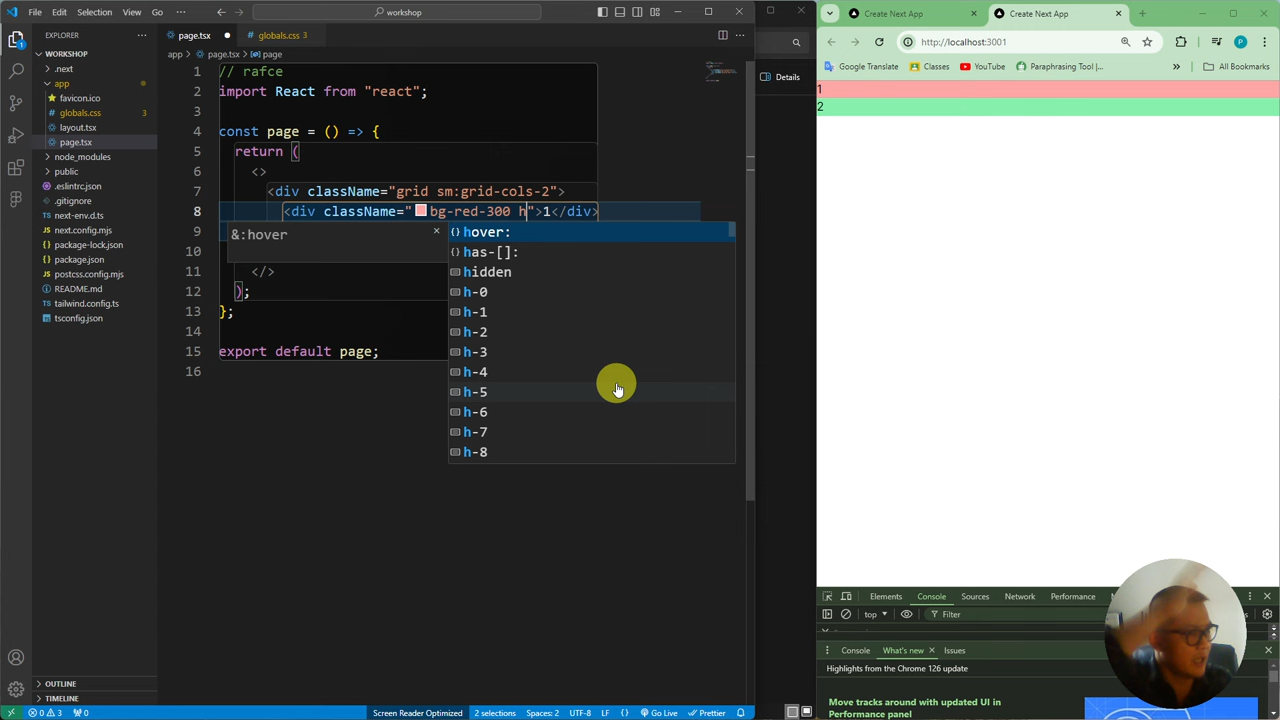 File Edit Selection View Go ··· workshop
EXPLORER ···
WORKSHOP
.next
app
favicon.ico
globals.css 3
layout.tsx
page.tsx
node_modules
public
.eslintrc.json
.gitignore
next-env.d.ts
next.config.mjs
package-lock.json
package.json
postcss.config.mjs
README.md
tailwind.config.ts
tsconfig.json
OUTLINE
TIMELINE
1
page.tsx globals.css 3
app > page.tsx > page
1 // rafce
2 import React from "react";
3
4 const page = () => {
5 return (
6 <>
7 <div className="grid sm:grid-cols-2">
8 <div className="bg-red-300 h">1</div>
9
10
11 </>
12 );
13 };
14
15 export default page;
16
&:hover
hover:
has-[]:
hidden
h-0
h-1
h-2
h-3
h-4
h-5
h-6
h-7
h-8
0 3 0 Screen Reader Optimized 2 selections Spaces: 2 UTF-8 LF {} Go Live Prettier
Details
Create Next App Create Next App
http://localhost:3001 P
Google Translate Classes YouTube Paraphrasing Tool |... » All Bookmarks
1
2
Elements Console Sources Network Performance
top Filter
Console What's new Issues
Highlights from the Chrome 126 update
Move tracks around with updated UI in
Performance panel